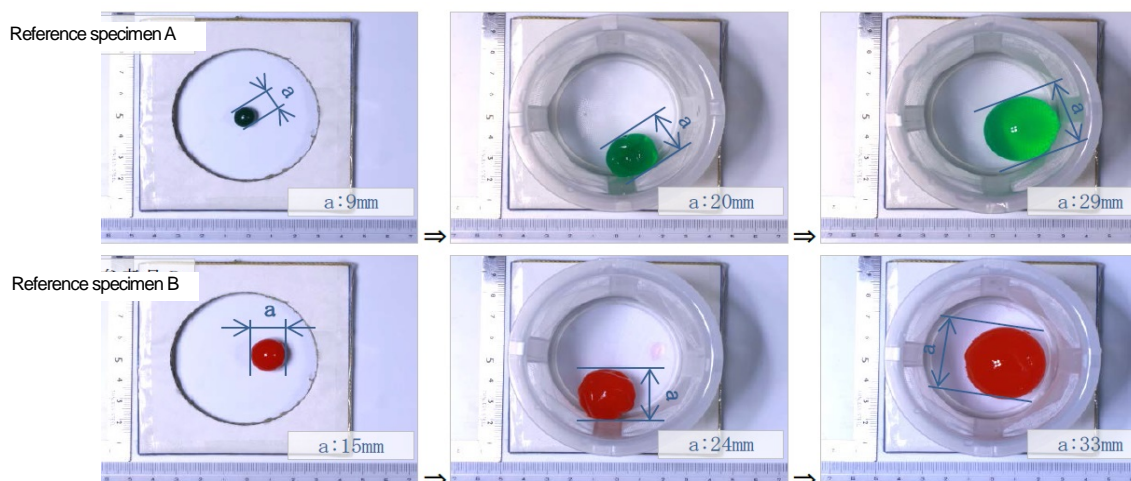 Reference specimen A
a
a:9mm
⇒
a
a:20mm
⇒
a
a:29mm
Reference specimen B
a
a:15mm
⇒
a
a:24mm
⇒
a
a:33mm